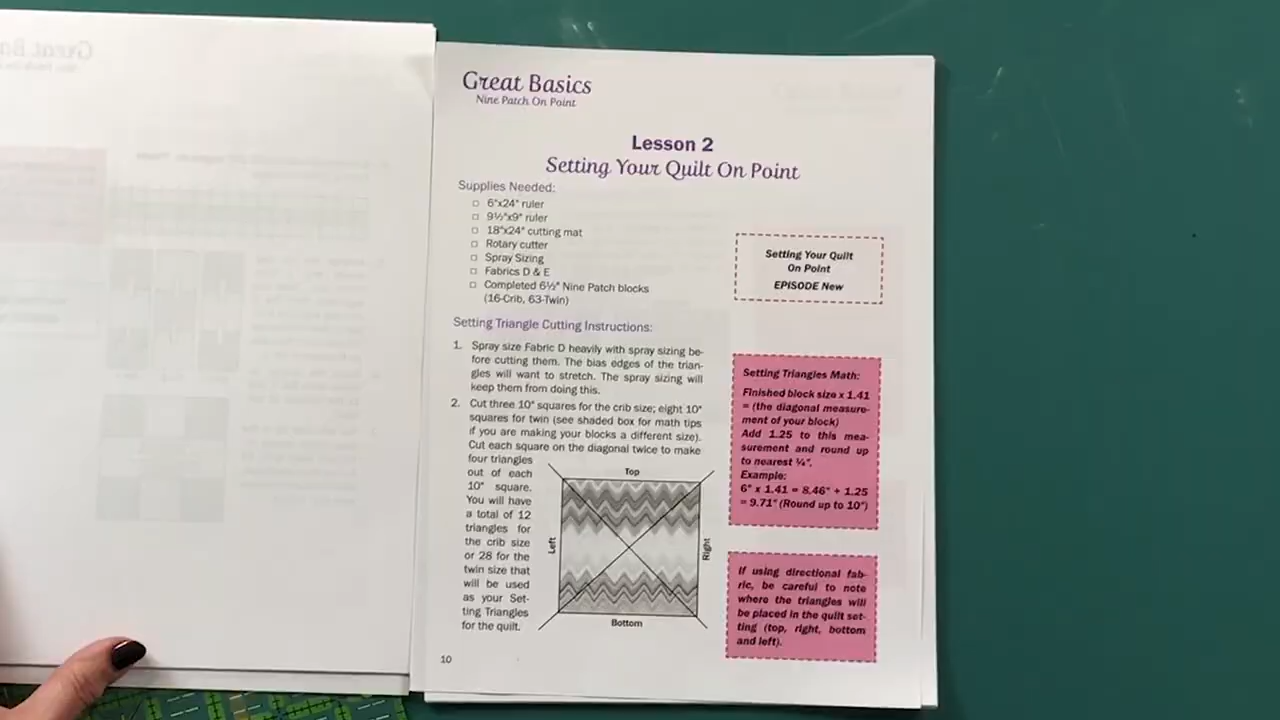 Great Basics
Nine Patch On Point
Lesson 2
Setting Your Quilt On Point
Supplies Needed:
6"x24" ruler
9½"x9" ruler
18"x24" cutting mat
Rotary cutter
Spray Sizing
Fabrics D & E
Completed 6½" Nine Patch blocks
(16-Crib, 63-Twin)
Setting Your Quilt
On Point
EPISODE New
Setting Triangle Cutting Instructions:
1. Spray size Fabric D heavily with spray sizing be-
fore cutting them. The bias edges of the trian-
gles will want to stretch. The spray sizing will
keep them from doing this.
2. Cut three 10" squares for the crib size; eight 10"
squares for twin (see shaded box for math tips
if you are making your blocks a different size).
Cut each square on the diagonal twice to make
four triangles
out of each
10" square.
You will have
a total of 12
triangles for
the crib size
or 28 for the
twin size that
will be used
as your Set-
ting Triangles
for the quilt.
Top
Left
Right
Bottom
Setting Triangles Math:
Finished block size x 1.41
= (the diagonal measure-
ment of your block)
Add 1.25 to this mea-
surement and round up
to nearest ¼".
Example:
6" x 1.41 = 8.46" + 1.25
= 9.71" (Round up to 10")
If using directional fab-
ric, be careful to note
where the triangles will
be placed in the quilt set-
ting (top, right, bottom
and left).
10